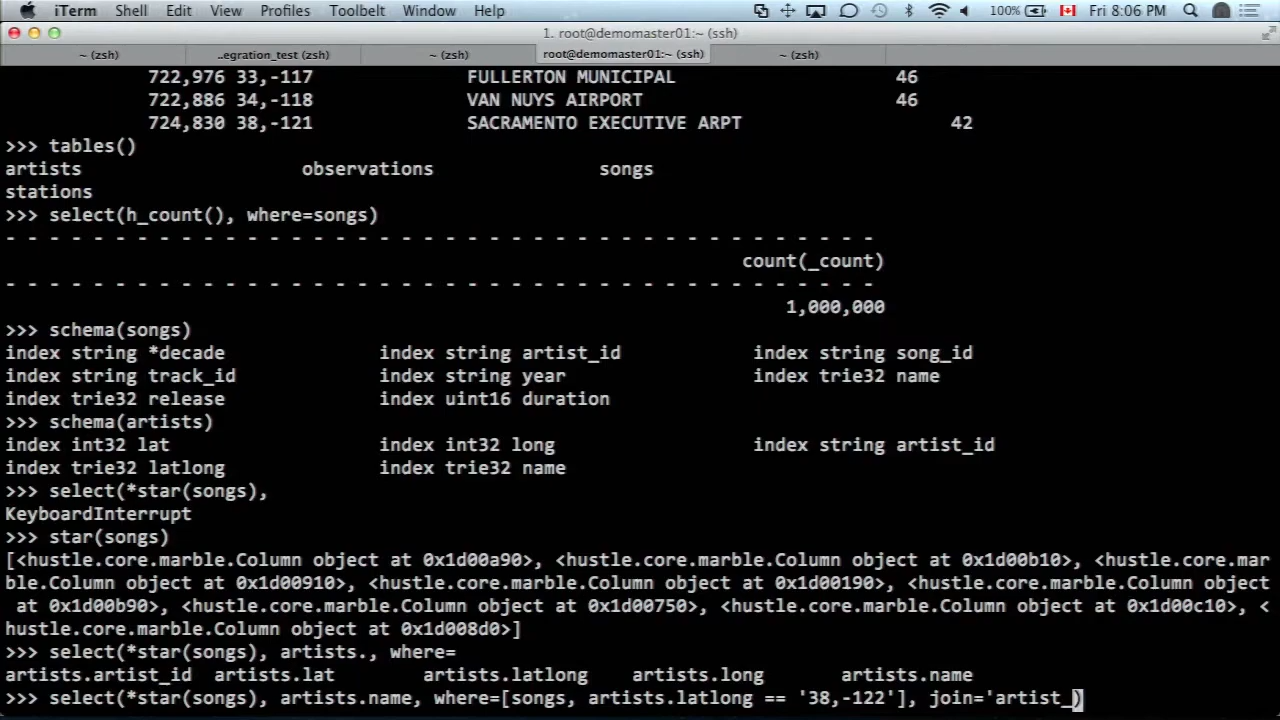 iTerm Shell Edit View Profiles Toolbelt Window Help 100% Fri 8:06 PM
1. root@demomaster01:~ (ssh)
~ (zsh) ..egration_test (zsh) ~ (zsh) root@demomaster01:~ (ssh) ~ (zsh)
722,976 33,-117 FULLERTON MUNICIPAL 46
722,886 34,-118 VAN NUYS AIRPORT 46
724,830 38,-121 SACRAMENTO EXECUTIVE ARPT 42
>>> tables()
artists observations songs
stations
>>> select(h_count(), where=songs)
- - - - - - - - - - - - - - - - - - - - - - - - - - - - - - - - - - - - - - - -
count(_count)
- - - - - - - - - - - - - - - - - - - - - - - - - - - - - - - - - - - - - - - -
1,000,000
>>> schema(songs)
index string *decade index string artist_id index string song_id
index string track_id index string year index trie32 name
index trie32 release index uint16 duration
>>> schema(artists)
index int32 lat index int32 long index string artist_id
index trie32 latlong index trie32 name
>>> select(*star(songs),
KeyboardInterrupt
>>> star(songs)
[<hustle.core.marble.Column object at 0x1d00a90>, <hustle.core.marble.Column object at 0x1d00b10>, <hustle.core.mar
ble.Column object at 0x1d00910>, <hustle.core.marble.Column object at 0x1d00190>, <hustle.core.marble.Column object
at 0x1d00b90>, <hustle.core.marble.Column object at 0x1d00750>, <hustle.core.marble.Column object at 0x1d00c10>, <
hustle.core.marble.Column object at 0x1d008d0>]
>>> select(*star(songs), artists., where=
artists.artist_id artists.lat artists.latlong artists.long artists.name
>>> select(*star(songs), artists.name, where=[songs, artists.latlong == '38,-122'], join='artist_)